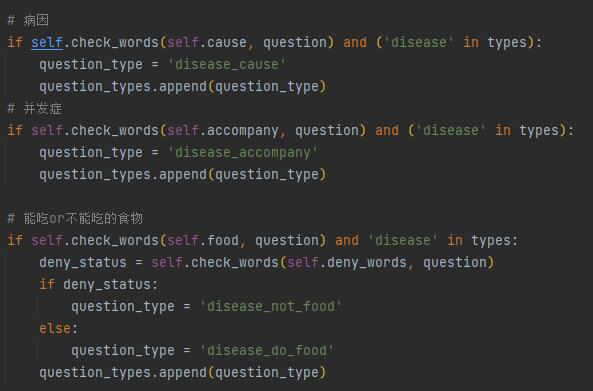 # 病因
if self.check_words(self.cause, question) and ('disease' in types):
    question_type = 'disease_cause'
    question_types.append(question_type)
# 并发症
if self.check_words(self.accompany, question) and ('disease' in types):
    question_type = 'disease_accompany'
    question_types.append(question_type)
# 能吃or不能吃的食物
if self.check_words(self.food, question) and 'disease' in types:
    deny_status = self.check_words(self.deny_words, question)
    if deny_status:
        question_type = 'disease_not_food'
    else:
        question_type = 'disease_do_food'
    question_types.append(question_type)